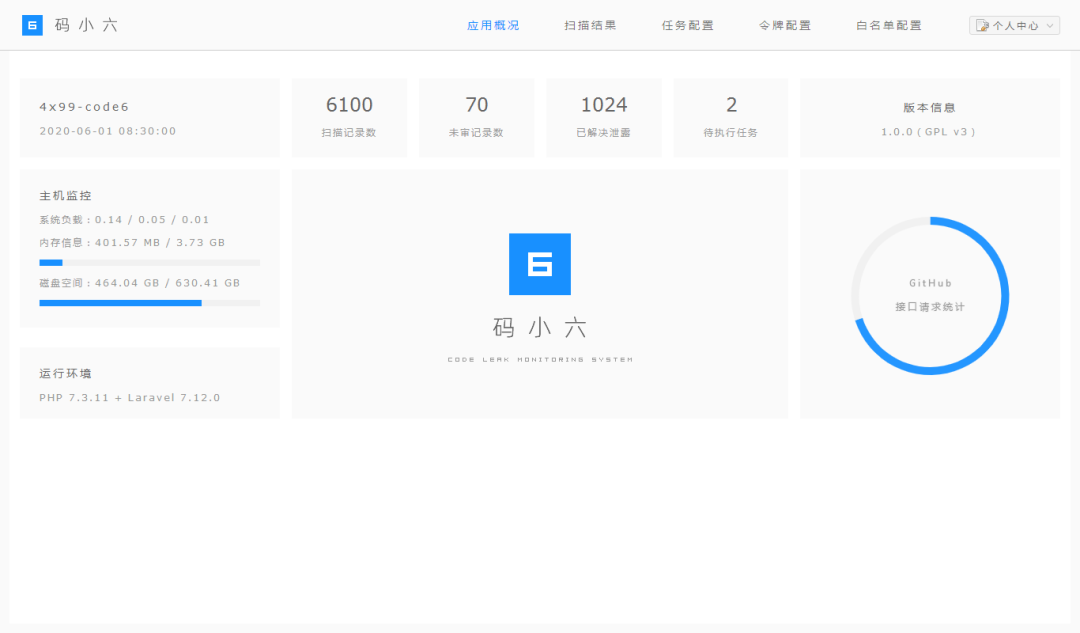 码小六
应用概况
扫描结果
任务配置
令牌配置
白名单配置
个人中心
4x99-code6
2020-06-01 08:30:00
6100
扫描记录数
70
未审记录数
1024
已解决泄露
2
待执行任务
版本信息
1.0.0 ( GPL v3 )
主机监控
系统负载 : 0.14 / 0.05 / 0.01
内存信息 : 401.57 MB / 3.73 GB
磁盘空间 : 464.04 GB / 630.41 GB
运行环境
PHP 7.3.11 + Laravel 7.12.0
码小六
CODE LEAK MONITORING SYSTEM
GitHub
接口请求统计